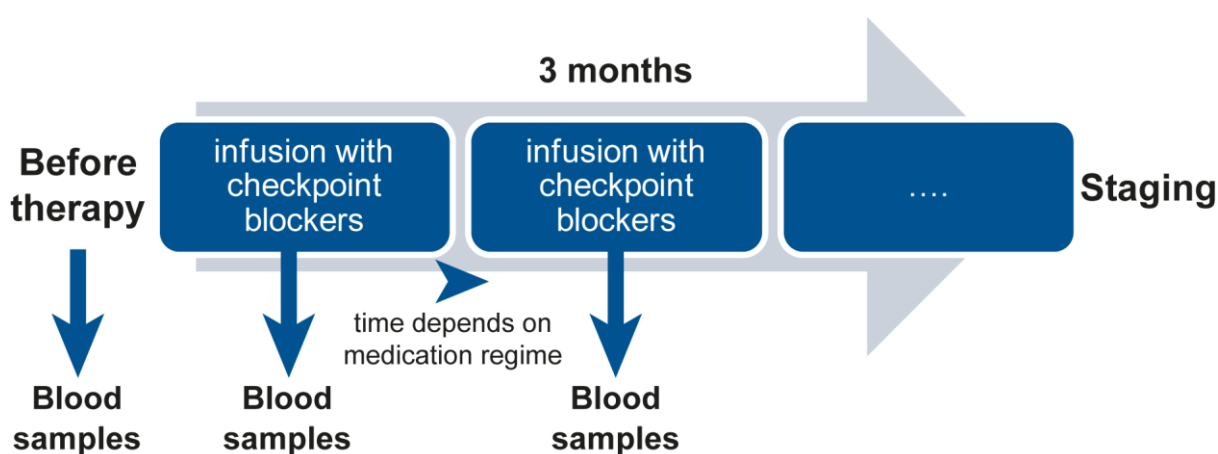 3 months
Before
therapy
infusion with
checkpoint
blockers
infusion with
checkpoint
blockers
....
Staging
time depends on
medication regime
Blood
samples
Blood
samples
Blood
samples